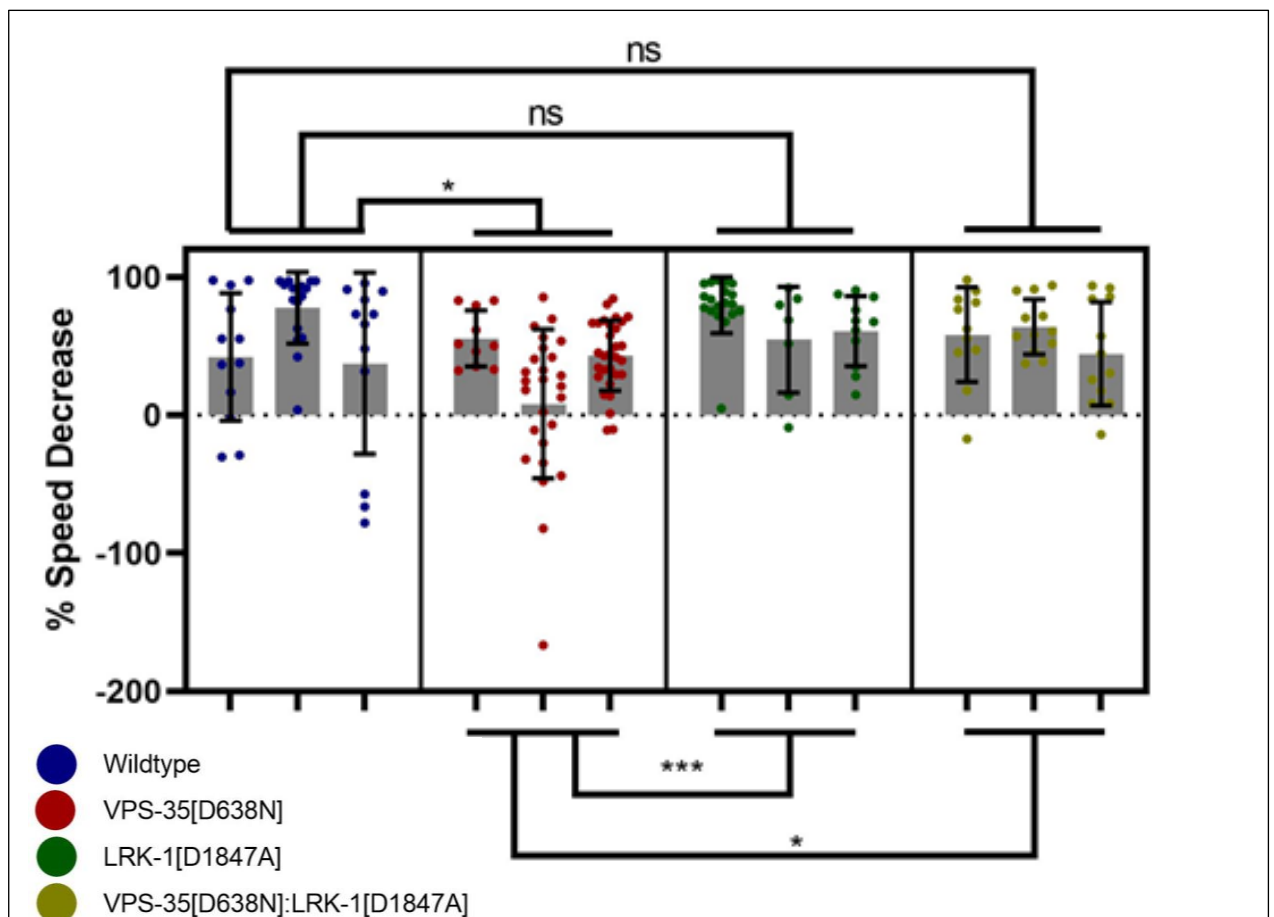 ns
ns
*
% Speed Decrease
100
0
-100
-200
***
*
Wildtype
VPS-35[D638N]
LRK-1[D1847A]
VPS-35[D638N]:LRK-1[D1847A]